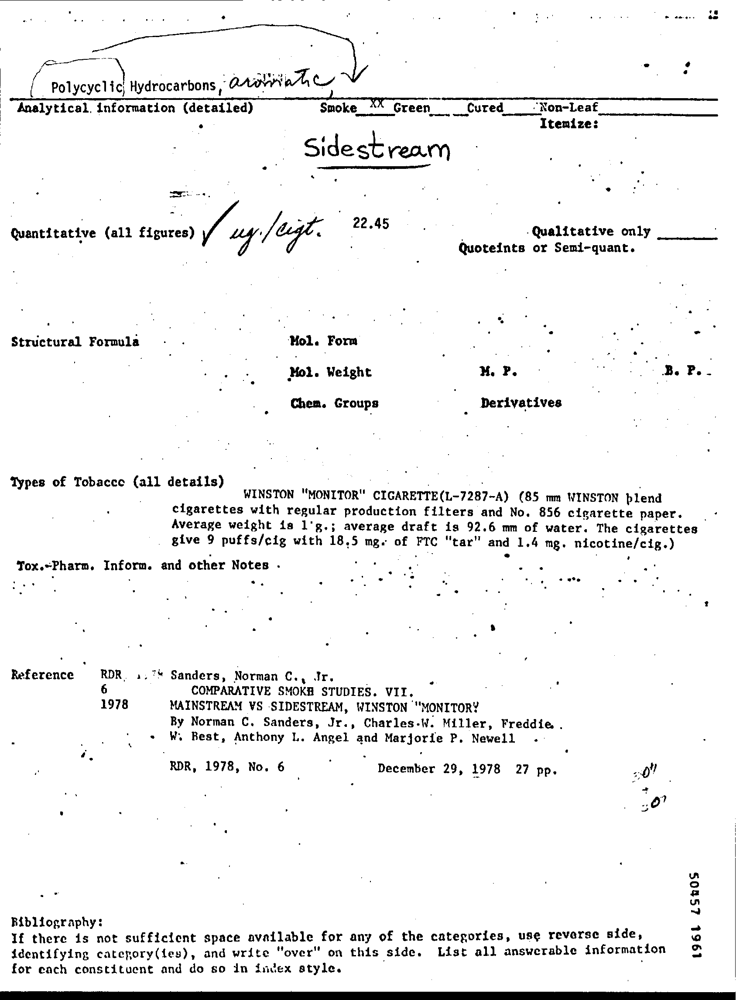 Polycyclic Hydrocarbons, aromatic
Analytical information (detailed) Smoke XX Green Cured Non-Leaf
Itemize:
Sidestream
Quantitative (all figures) ✓ ug./cigt. 22.45 Qualitative only
Quoteints or Semi-quant.
Structural Formula Mol. Form
Mol. Weight M. P. B. P.
Chem. Groups Derivatives
Types of Tobacco (all details)
WINSTON "MONITOR" CIGARETTE(L-7287-A) (85 mm WINSTON blend
cigarettes with regular production filters and No. 856 cigarette paper.
Average weight is 1 g.; average draft is 92.6 mm of water. The cigarettes
give 9 puffs/cig with 18.5 mg. of FTC "tar" and 1.4 mg. nicotine/cig.)
Tox.-Pharm. Inform. and other Notes
Reference RDR Sanders, Norman C., Jr.
6 COMPARATIVE SMOKE STUDIES. VII.
1978 MAINSTREAM VS SIDESTREAM, WINSTON "MONITOR"
By Norman C. Sanders, Jr., Charles W. Miller, Freddie
W. Best, Anthony L. Angel and Marjorie P. Newell
RDR, 1978, No. 6 December 29, 1978 27 pp.
50457 1961
Bibliography:
If there is not sufficient space available for any of the categories, use reverse side,
identifying category(ies), and write "over" on this side. List all answerable information
for each constituent and do so in index style.